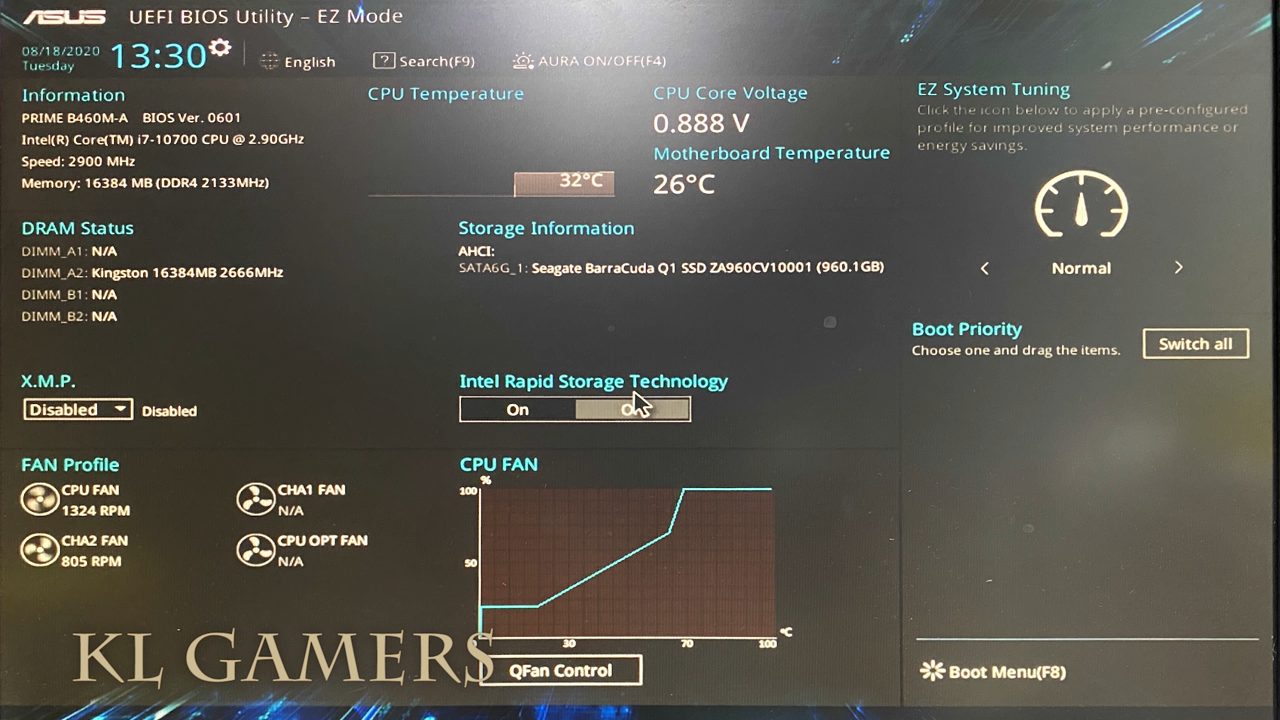 ASUS UEFI BIOS Utility – EZ Mode
08/18/2020
Tuesday
13:30
English
Search(F9)
AURA ON/OFF(F4)
Information
PRIME B460M-A BIOS Ver. 0601
Intel(R) Core(TM) i7-10700 CPU @ 2.90GHz
Speed: 2900 MHz
Memory: 16384 MB (DDR4 2133MHz)
CPU Temperature
32°C
CPU Core Voltage
0.888 V
Motherboard Temperature
26°C
EZ System Tuning
Click the icon below to apply a pre-configured
profile for improved system performance or
energy savings.
Normal
DRAM Status
DIMM_A1: N/A
DIMM_A2: Kingston 16384MB 2666MHz
DIMM_B1: N/A
DIMM_B2: N/A
Storage Information
AHCI:
SATA6G_1: Seagate BarraCuda Q1 SSD ZA960CV10001 (960.1GB)
Boot Priority
Choose one and drag the items.
Switch all
X.M.P.
Disabled Disabled
Intel Rapid Storage Technology
On
FAN Profile
CPU FAN
1324 RPM
CHA1 FAN
N/A
CHA2 FAN
805 RPM
CPU OPT FAN
N/A
CPU FAN
%
100
50
30 70 100
°C
QFan Control
Boot Menu(F8)
KL GAMERS